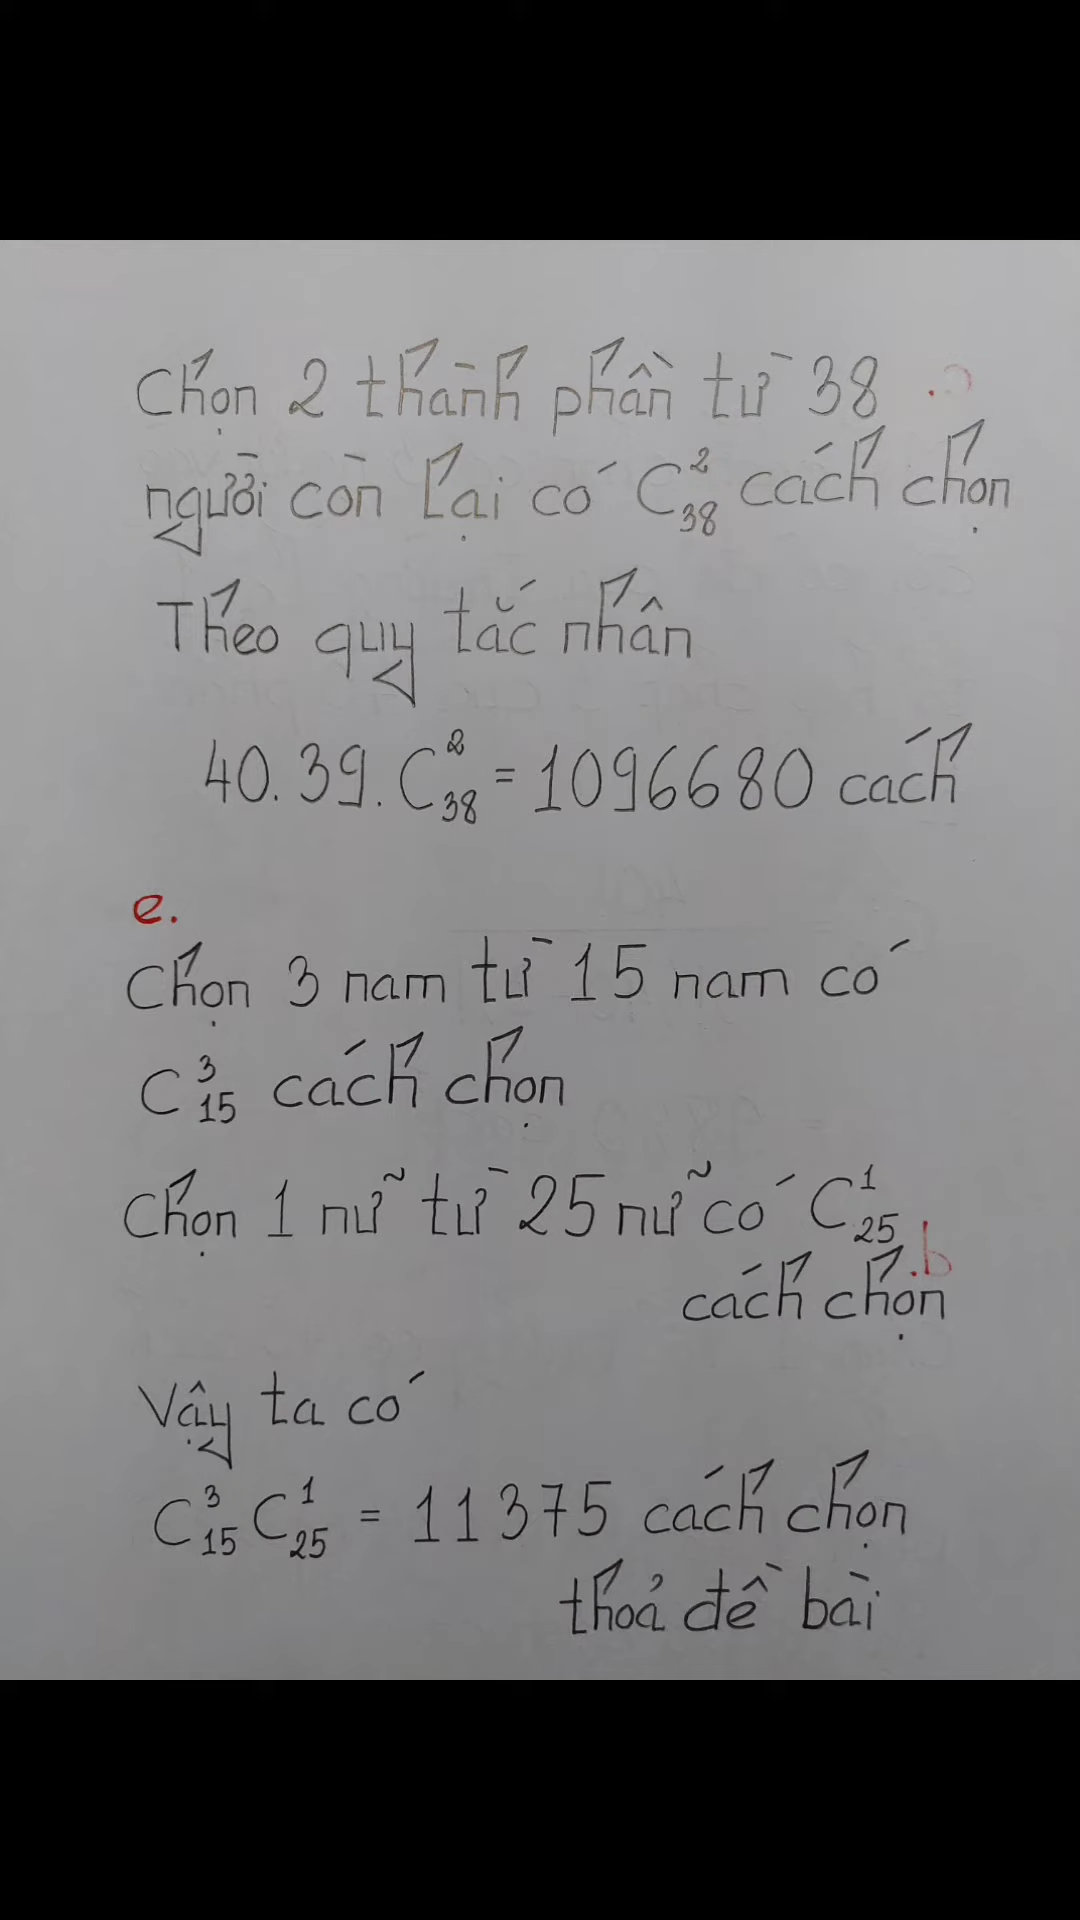 Chọn 2 thành phần từ 38
người còn lại có C²₃₈ cách chọn
Theo quy tắc nhân
40.39.C²₃₈ = 1096680 cách
e.
Chọn 3 nam từ 15 nam có
C³₁₅ cách chọn
Chọn 1 nữ từ 25 nữ có C¹₂₅
cách chọn
Vậy ta có
C³₁₅ C¹₂₅ = 11375 cách chọn
thoả đề bài